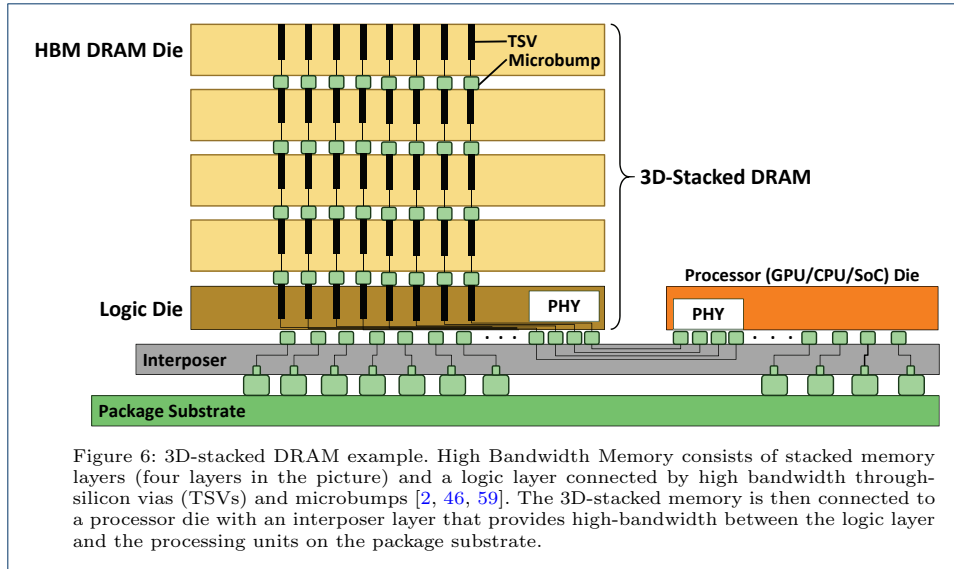 HBM DRAM Die
TSV
Microbump
3D-Stacked DRAM
Processor (GPU/CPU/SoC) Die
Logic Die
PHY
PHY
. . .
. . .
Interposer
Package Substrate
Figure 6: 3D-stacked DRAM example. High Bandwidth Memory consists of stacked memory
layers (four layers in the picture) and a logic layer connected by high bandwidth through-
silicon vias (TSVs) and microbumps [2, 46, 59]. The 3D-stacked memory is then connected to
a processor die with an interposer layer that provides high-bandwidth between the logic layer
and the processing units on the package substrate.